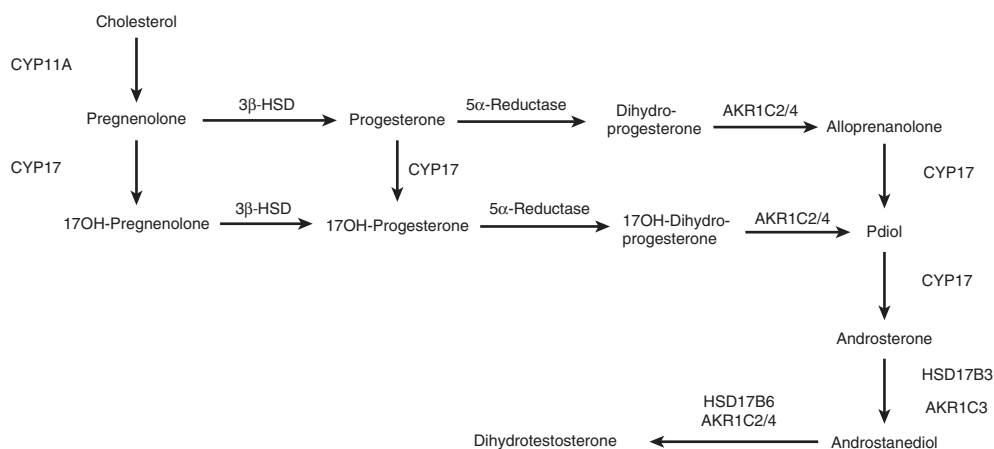 Cholesterol
CYP11A
3β-HSD
5α-Reductase
Dihydro-
progesterone
AKR1C2/4
Pregnenolone
Progesterone
Alloprenanolone
CYP17
CYP17
CYP17
3β-HSD
5α-Reductase
17OH-Dihydro-
progesterone
AKR1C2/4
17OH-Pregnenolone
17OH-Progesterone
Pdiol
CYP17
Androsterone
HSD17B3
AKR1C3
HSD17B6
AKR1C2/4
Dihydrotestosterone
Androstanediol